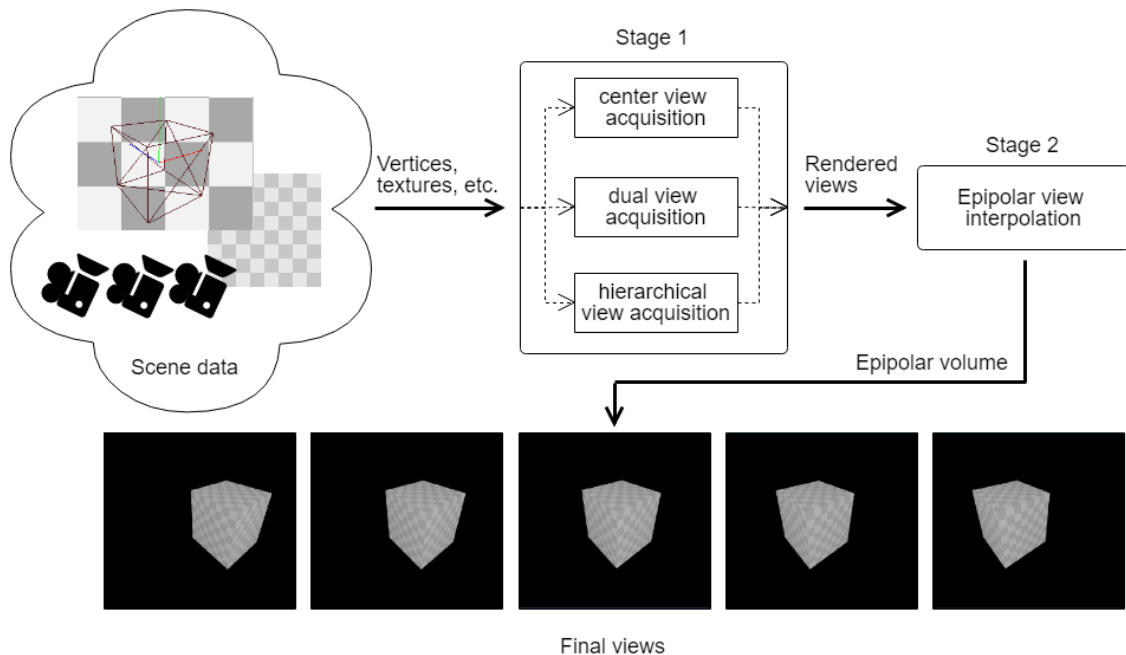 Stage 1
center view
acquisition
Vertices,
textures, etc.
dual view
acquisition
hierarchical
view acquisition
Rendered
views
Stage 2
Epipolar view
interpolation
Scene data
Epipolar volume
Final views